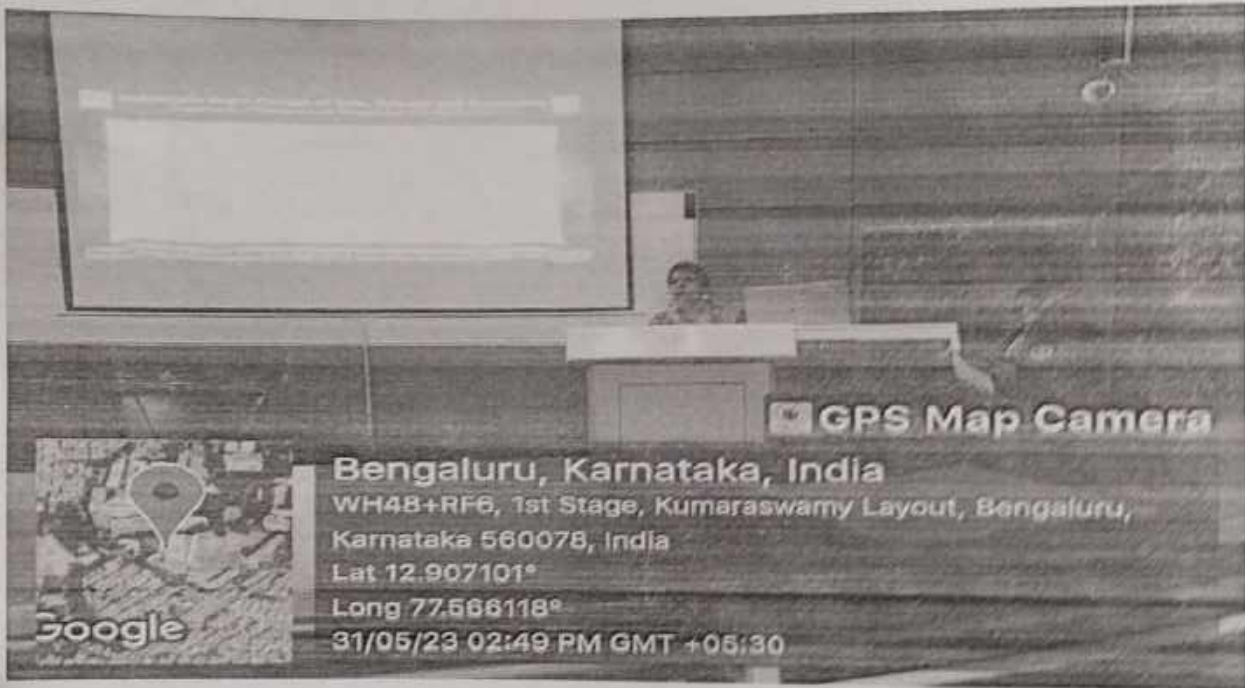 GPS Map Camera
Bengaluru, Karnataka, India
WH48+RF6, 1st Stage, Kumaraswamy Layout, Bengaluru,
Karnataka 560078, India
Lat 12.907101°
Long 77.566118°
31/05/23 02:49 PM GMT +05:30
Google